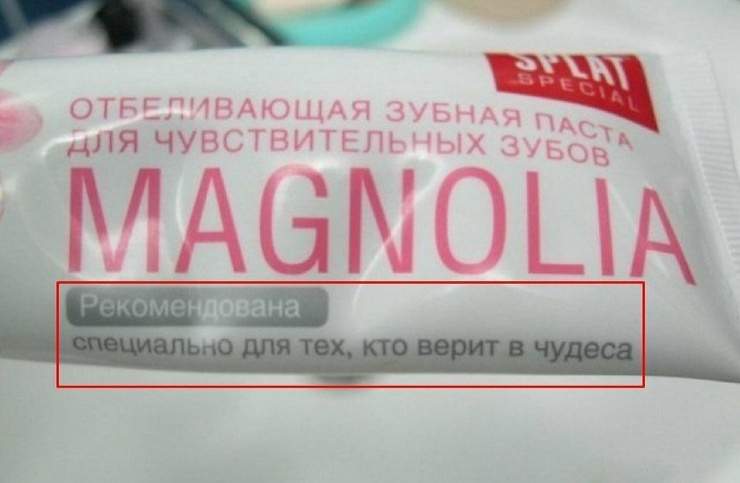 SPLAT
SPECIAL
ОТБЕЛИВАЮЩАЯ ЗУБНАЯ ПАСТА
ДЛЯ ЧУВСТВИТЕЛЬНЫХ ЗУБОВ
MAGNOLIA
Рекомендована
специально для тех, кто верит в чудеса